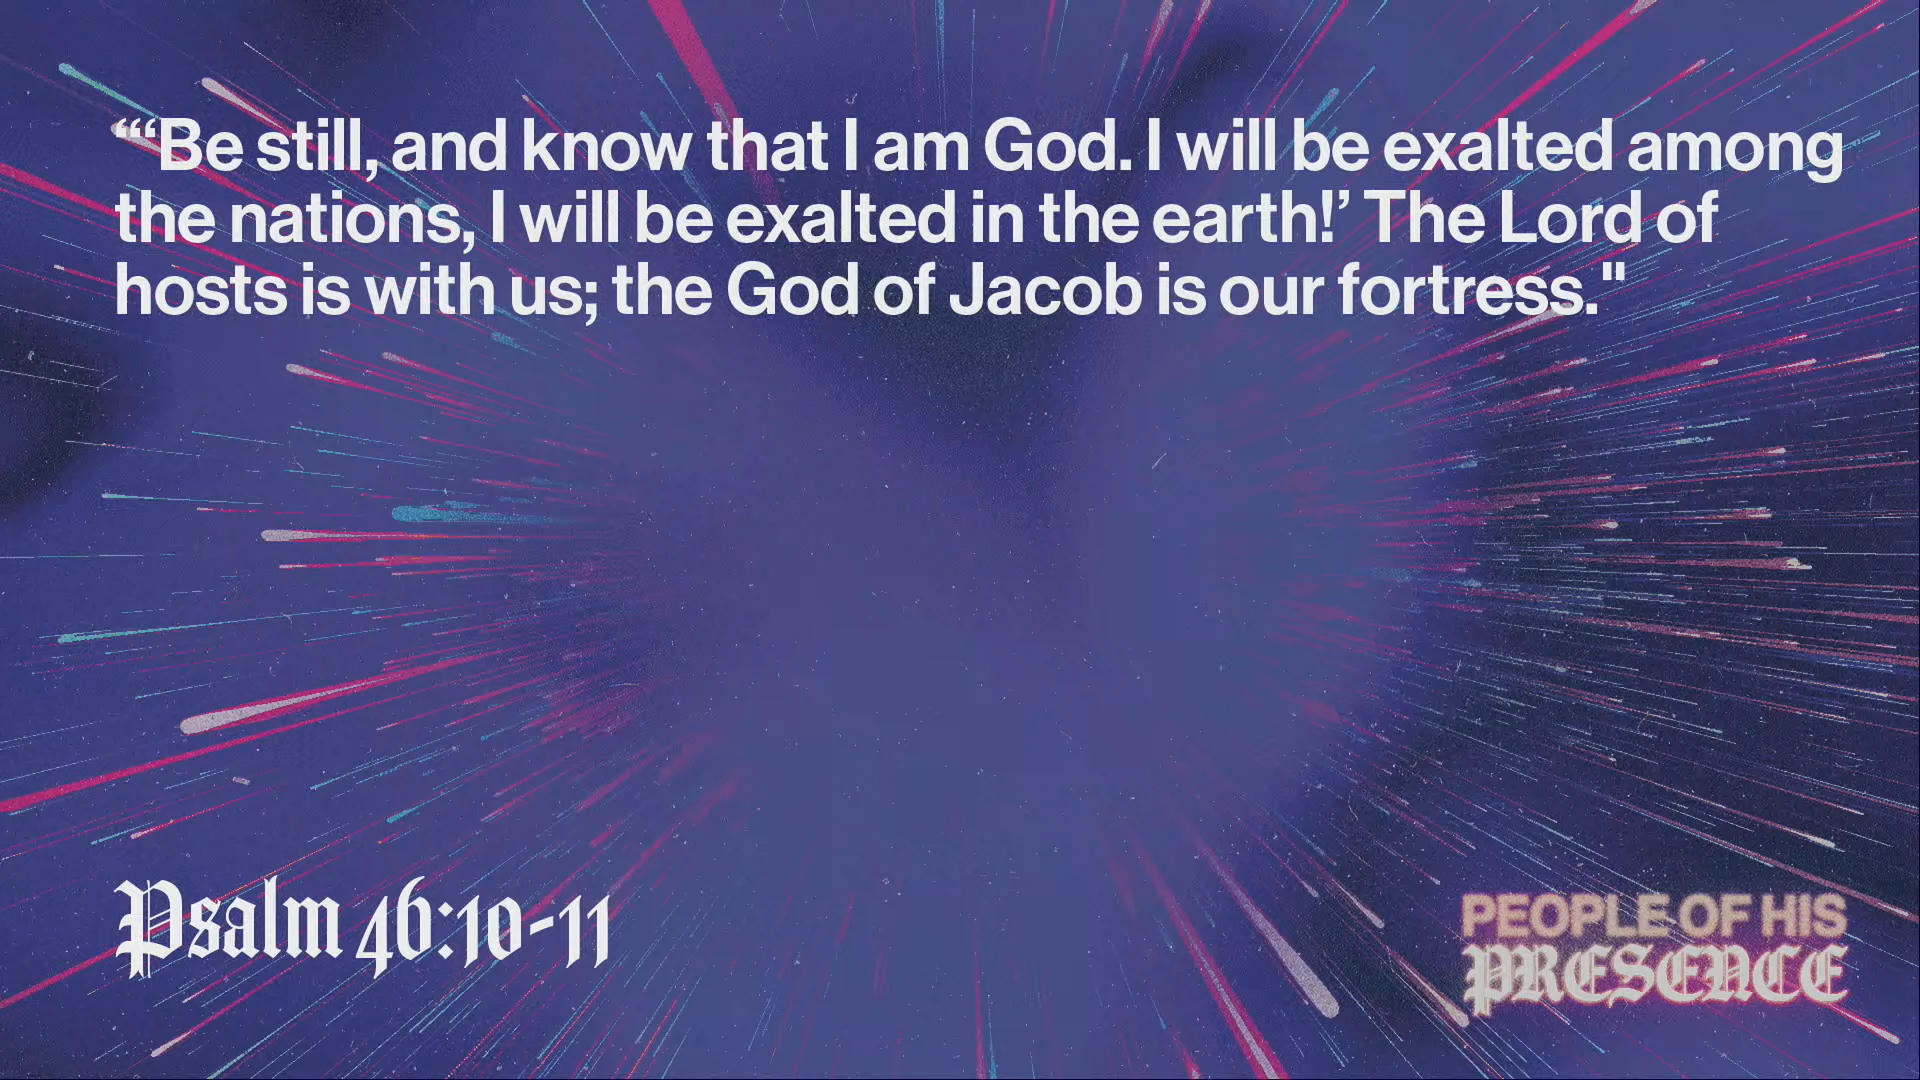 “‘“Be still, and know that I am God. I will be exalted among
the nations, I will be exalted in the earth!’ The Lord of
hosts is with us; the God of Jacob is our fortress."
Psalm 46:10-11
PEOPLE OF HIS
PRESENCE